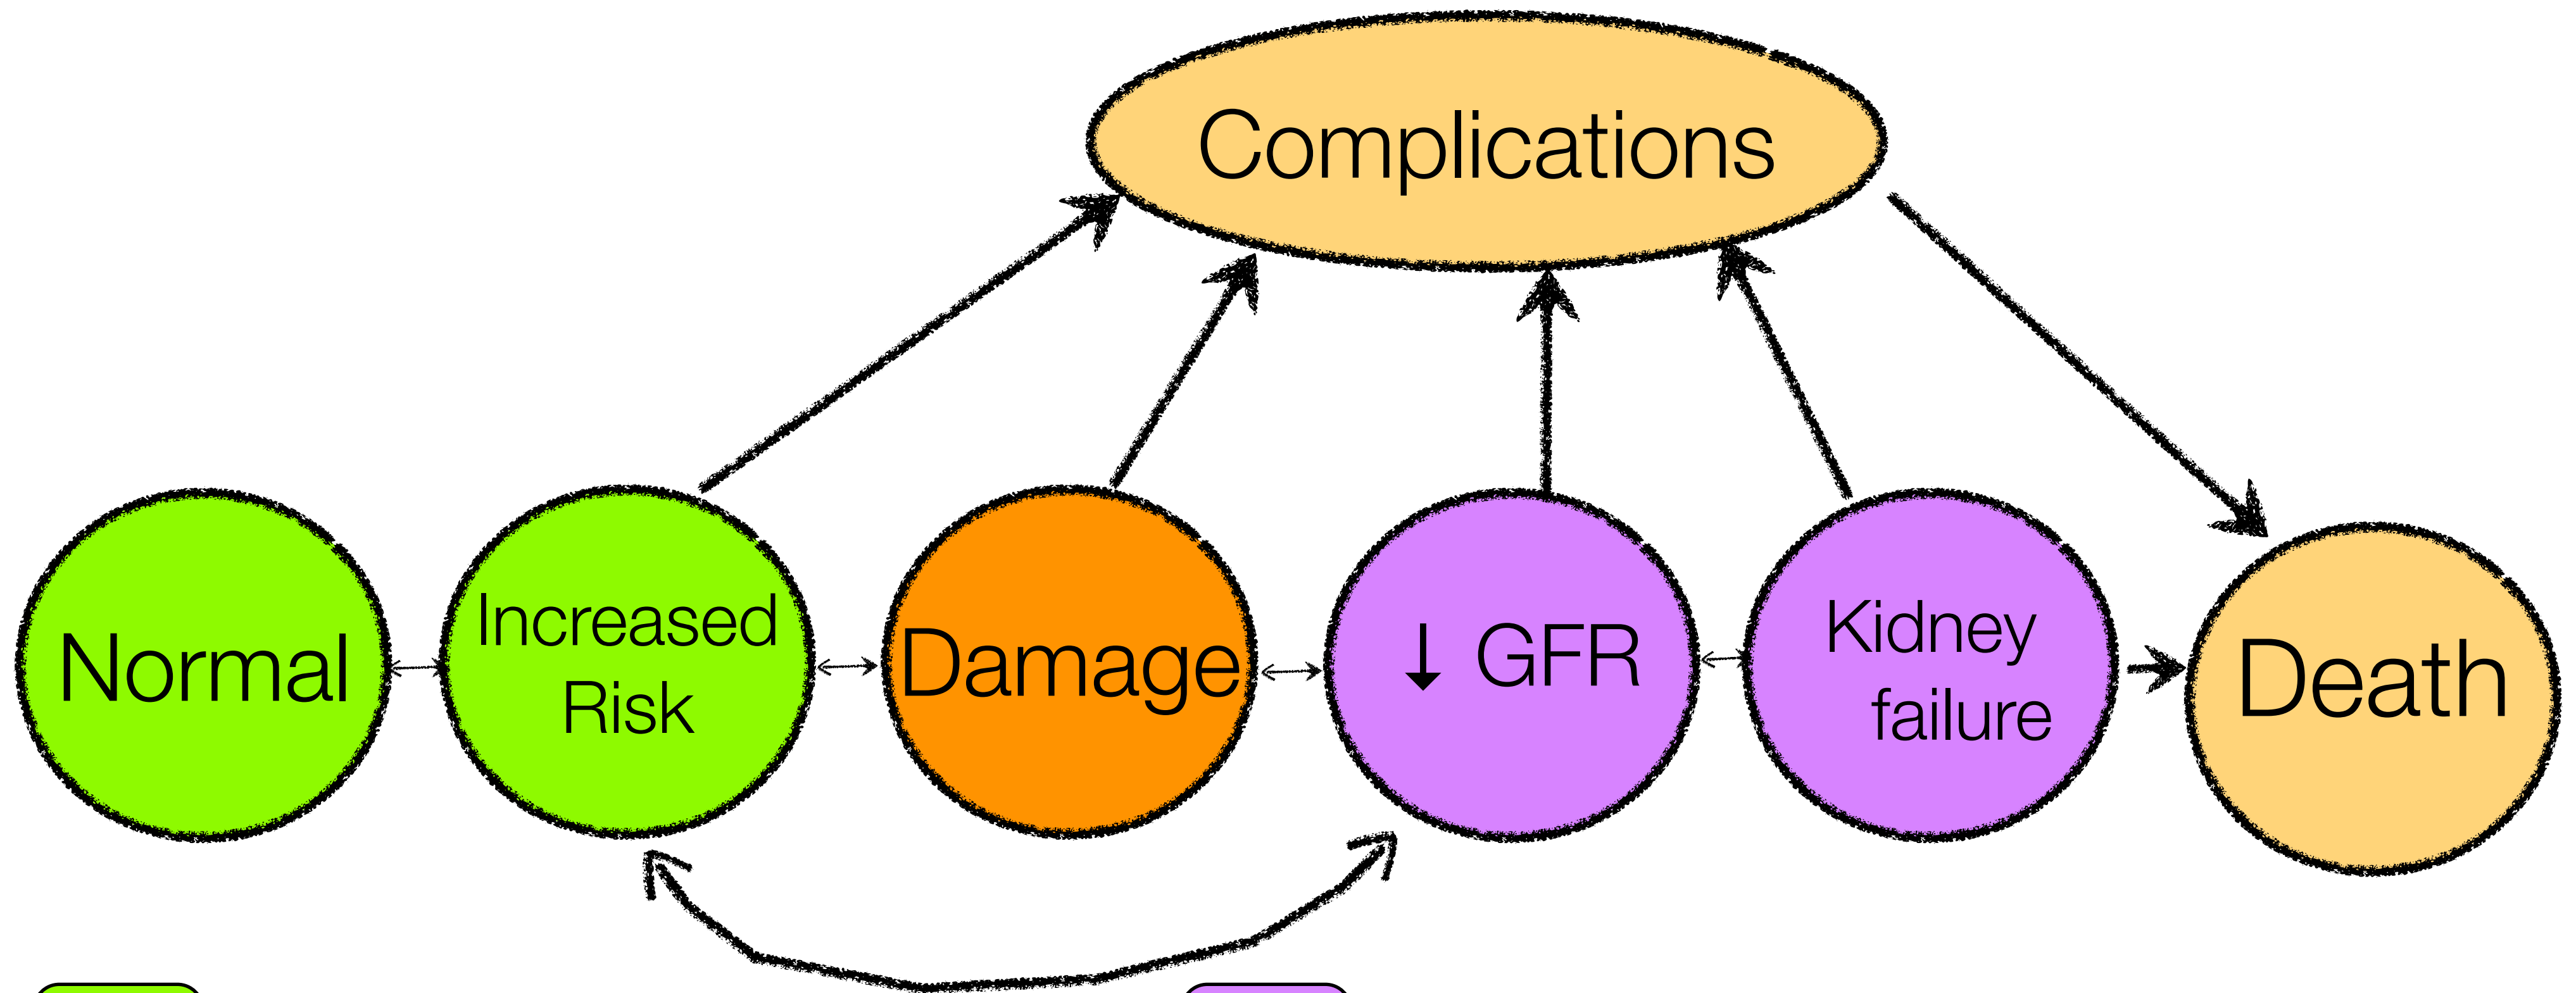 Complications
Normal
Increased
Risk
Damage
↓ GFR
Kidney
failure
Death